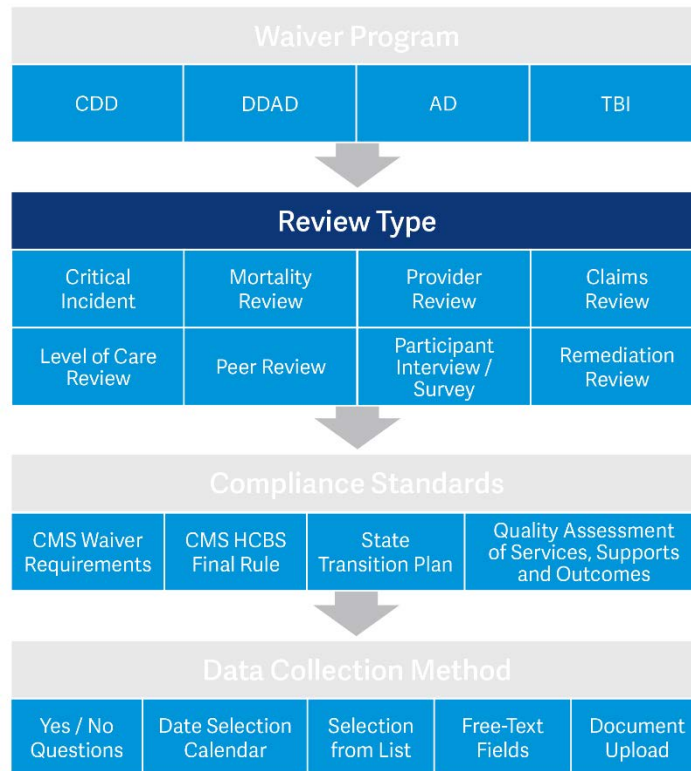 Waiver Program
CDD
DDAD
AD
TBI
Review Type
Critical
Incident
Mortality
Review
Provider
Review
Claims
Review
Level of Care
Review
Peer Review
Participant
Interview /
Survey
Remediation
Review
Compliance Standards
CMS Waiver
Requirements
CMS HCBS
Final Rule
State
Transition Plan
Quality Assessment
of Services, Supports
and Outcomes
Data Collection Method
Yes / No
Questions
Date Selection
Calendar
Selection
from List
Free-Text
Fields
Document
Upload